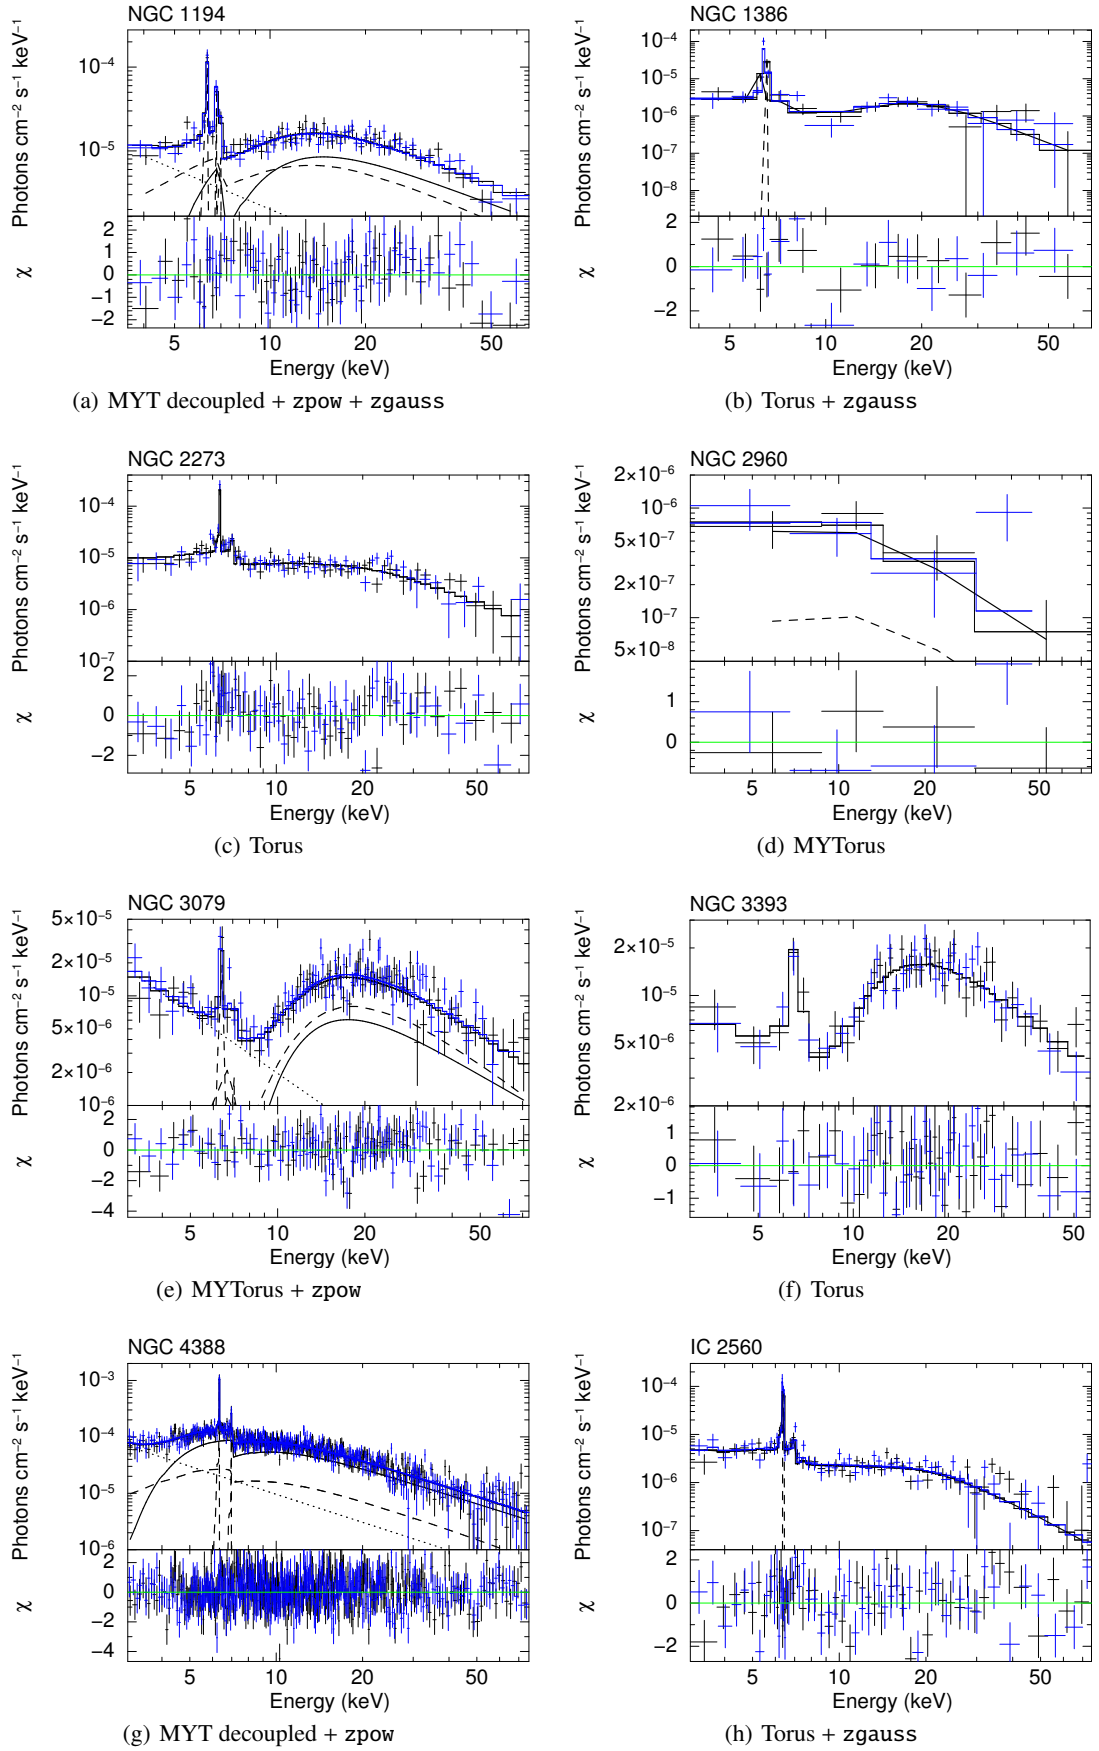 NGC 1194
Photons cm⁻² s⁻¹ keV⁻¹
10⁻⁴
10⁻⁵
χ
2
1
0
−1
−2
5 10 20 50
Energy (keV)
(a) MYT decoupled + zpow + zgauss
NGC 1386
Photons cm⁻² s⁻¹ keV⁻¹
10⁻⁴
10⁻⁵
10⁻⁶
10⁻⁷
10⁻⁸
χ
2
0
−2
5 10 20 50
Energy (keV)
(b) Torus + zgauss
NGC 2273
Photons cm⁻² s⁻¹ keV⁻¹
10⁻⁴
10⁻⁵
10⁻⁶
10⁻⁷
χ
2
0
−2
5 10 20 50
Energy (keV)
(c) Torus
NGC 2960
Photons cm⁻² s⁻¹ keV⁻¹
2×10⁻⁶
10⁻⁶
5×10⁻⁷
2×10⁻⁷
10⁻⁷
5×10⁻⁸
χ
1
0
5 10 20 50
Energy (keV)
(d) MYTorus
NGC 3079
Photons cm⁻² s⁻¹ keV⁻¹
5×10⁻⁵
2×10⁻⁵
10⁻⁵
5×10⁻⁶
2×10⁻⁶
10⁻⁶
χ
2
0
−2
−4
5 10 20 50
Energy (keV)
(e) MYTorus + zpow
NGC 3393
Photons cm⁻² s⁻¹ keV⁻¹
2×10⁻⁵
10⁻⁵
5×10⁻⁶
2×10⁻⁶
χ
1
0
−1
5 10 20 50
Energy (keV)
(f) Torus
NGC 4388
Photons cm⁻² s⁻¹ keV⁻¹
10⁻³
10⁻⁴
10⁻⁵
10⁻⁶
χ
2
0
−2
−4
5 10 20 50
Energy (keV)
(g) MYT decoupled + zpow
IC 2560
Photons cm⁻² s⁻¹ keV⁻¹
10⁻⁴
10⁻⁵
10⁻⁶
10⁻⁷
χ
2
0
−2
5 10 20 50
Energy (keV)
(h) Torus + zgauss